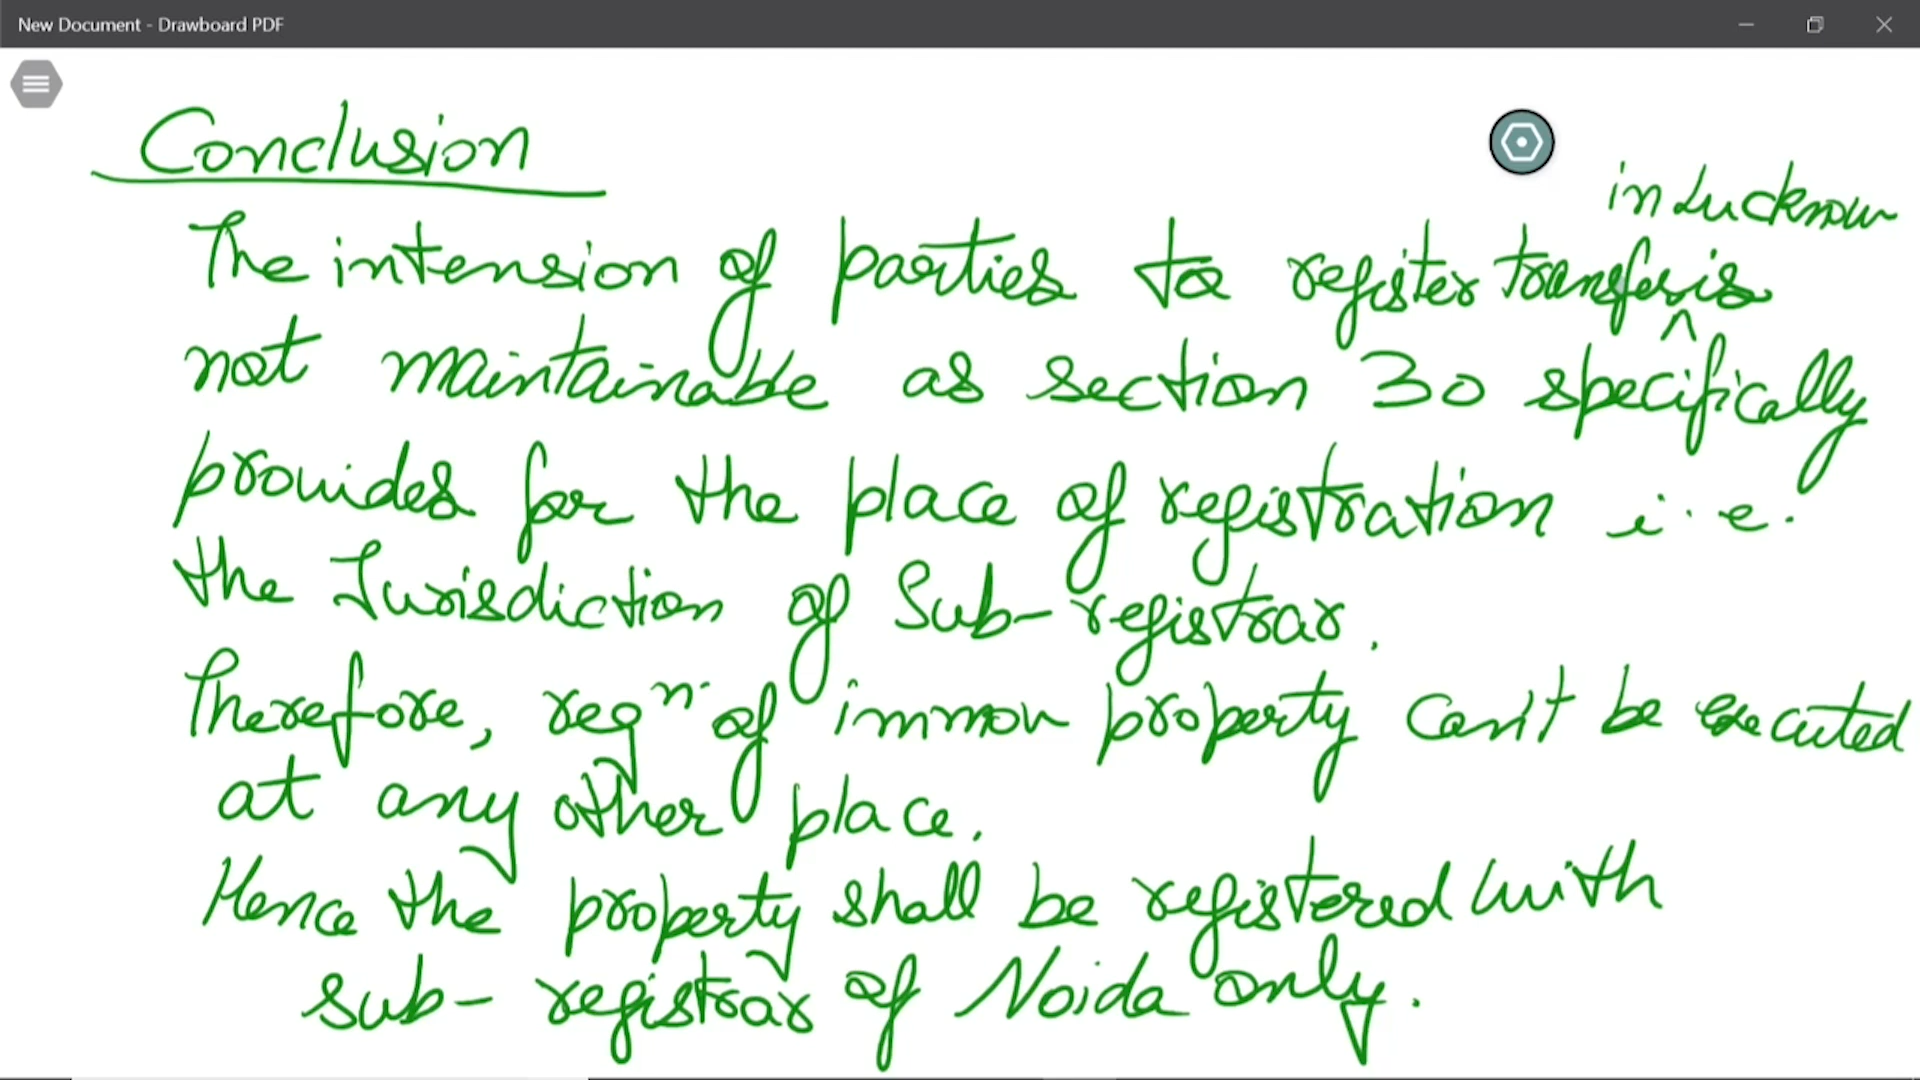 New Document - Drawboard PDF
Conclusion
in Lucknow
The intension of parties to register transfer is
not maintainable as section 30 specifically
provides for the place of registration i.e.
the Jurisdiction of Sub-registrar.
Therefore, regn. of immov property can't be executed
at any other place.
Hence the property shall be registered with
sub-registrar of Noida only.